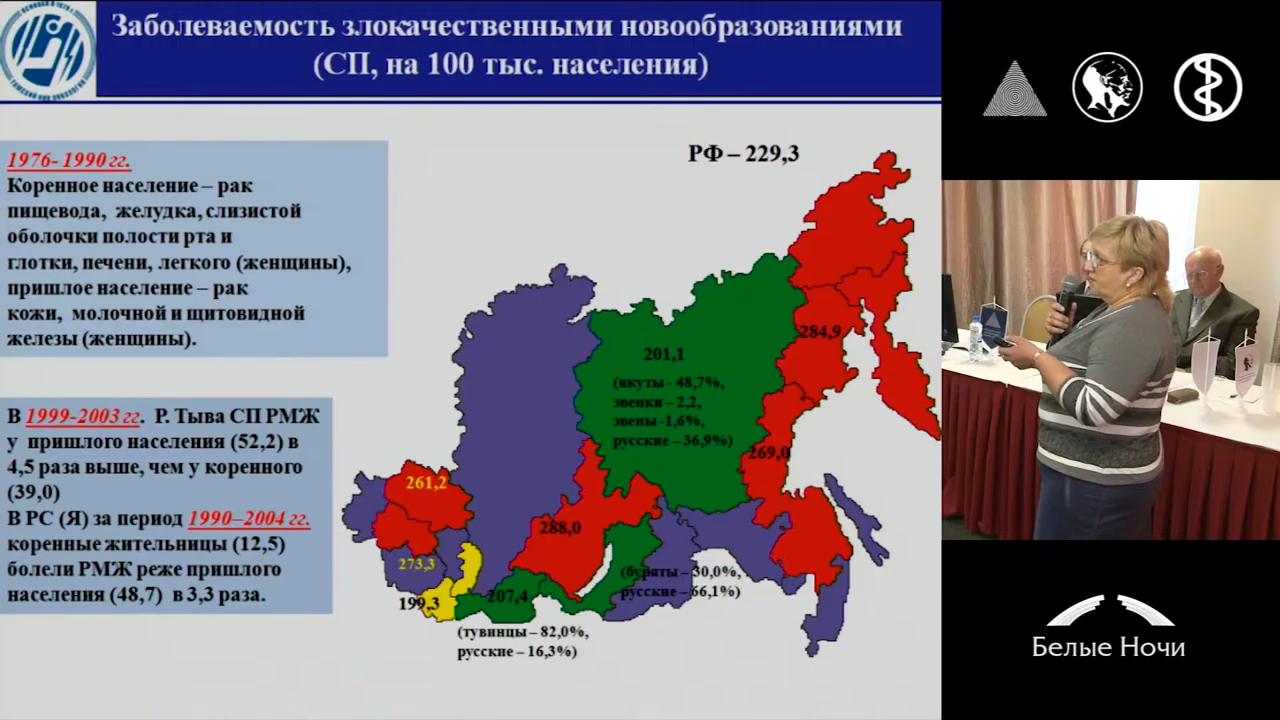 Заболеваемость злокачественными новообразованиями
(СП, на 100 тыс. населения)
1976- 1990 гг.
Коренное население – рак
пищевода, желудка, слизистой
оболочки полости рта и
глотки, печени, легкого (женщины),
пришлое население – рак
кожи, молочной и щитовидной
железы (женщины).
В 1999-2003 гг. Р. Тыва СП РМЖ
у пришлого населения (52,2) в
4,5 раза выше, чем у коренного
(39,0)
В РС (Я) за период 1990–2004 гг.
коренные жительницы (12,5)
болели РМЖ реже пришлого
населения (48,7) в 3,3 раза.
РФ – 229,3
284,9
201,1
(якуты - 48,7%,
эвенки – 2,2,
эвены -1,6%,
русские – 36,9%)
269,0
261,2
288,0
273,3
(буряты – 30,0%,
русские – 66,1%)
207,4
199,3
(тувинцы – 82,0%,
русские – 16,3%)
Белые Ночи